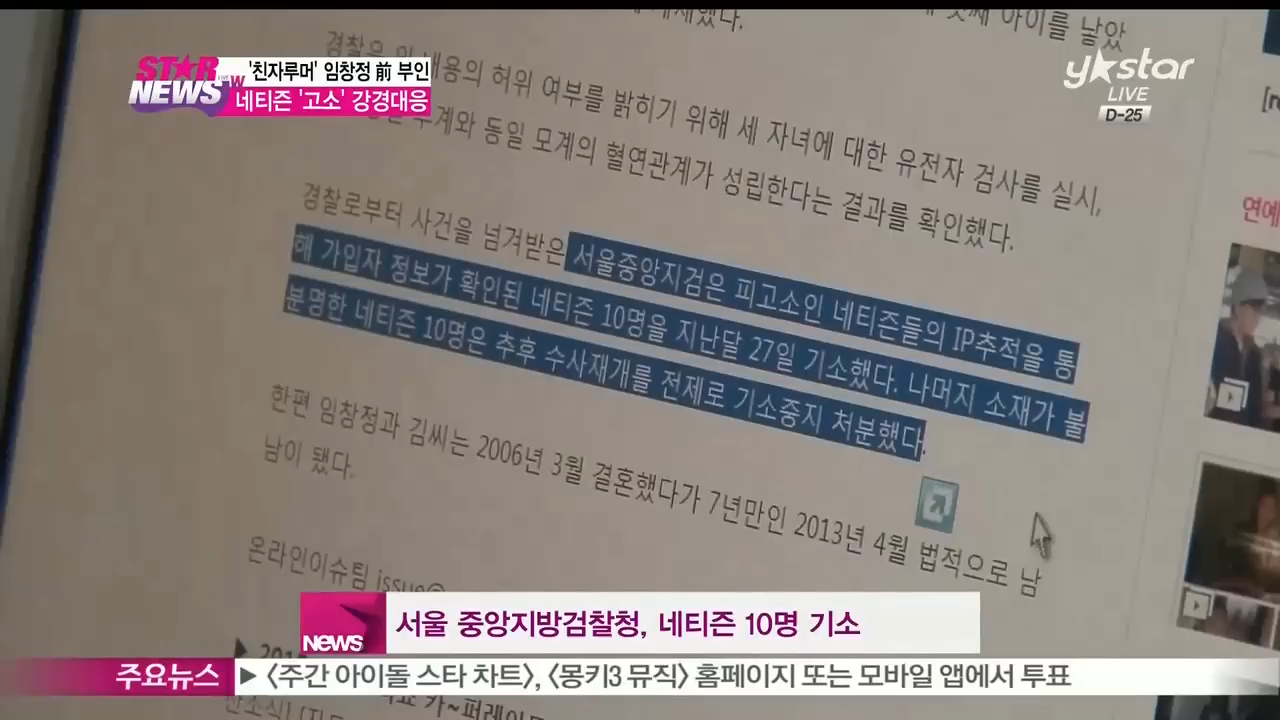 STAR NEWS
'친자루머' 임창정 前 부인
네티즌 '고소' 강경대응
y★star
LIVE
D-25
아이를 낳았
경찰은 위 내용의 허위 여부를 밝히기 위해 세 자녀에 대한 유전자 검사를 실시,
부계와 동일 모계의 혈연관계가 성립한다는 결과를 확인했다.
경찰로부터 사건을 넘겨받은 서울중앙지검은 피고소인 네티즌들의 IP추적을 통
해 가입자 정보가 확인된 네티즌 10명을 지난달 27일 기소했다. 나머지 소재가 불
분명한 네티즌 10명은 추후 수사재개를 전제로 기소중지 처분했다.
한편 임창정과 김씨는 2006년 3월 결혼했다가 7년만인 2013년 4월 법적으로 남
남이 됐다.
온라인이슈팀 issue@
연예
NEWS
서울 중앙지방검찰청, 네티즌 10명 기소
주요뉴스
▶〈주간 아이돌 스타 차트〉,〈몽키3 뮤직〉 홈페이지 또는 모바일 앱에서 투표